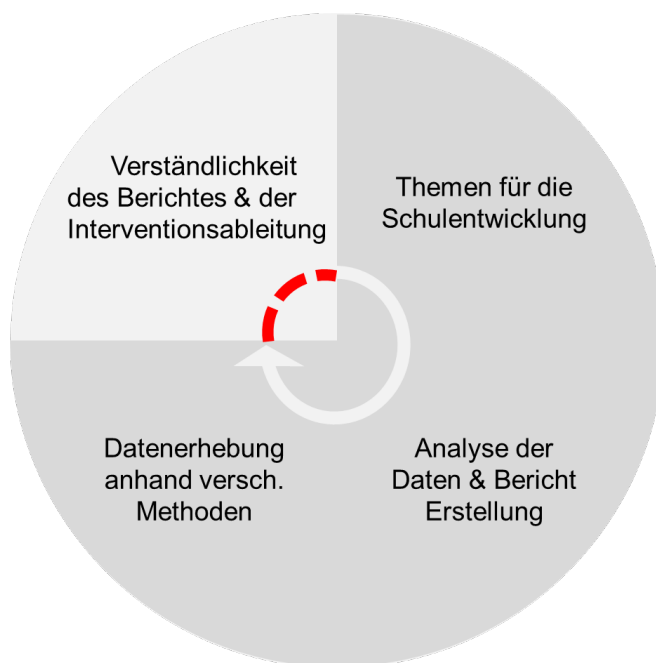 Verständlichkeit
des Berichtes & der
Interventionsableitung
Themen für die
Schulentwicklung
Datenerhebung
anhand versch.
Methoden
Analyse der
Daten & Bericht
Erstellung